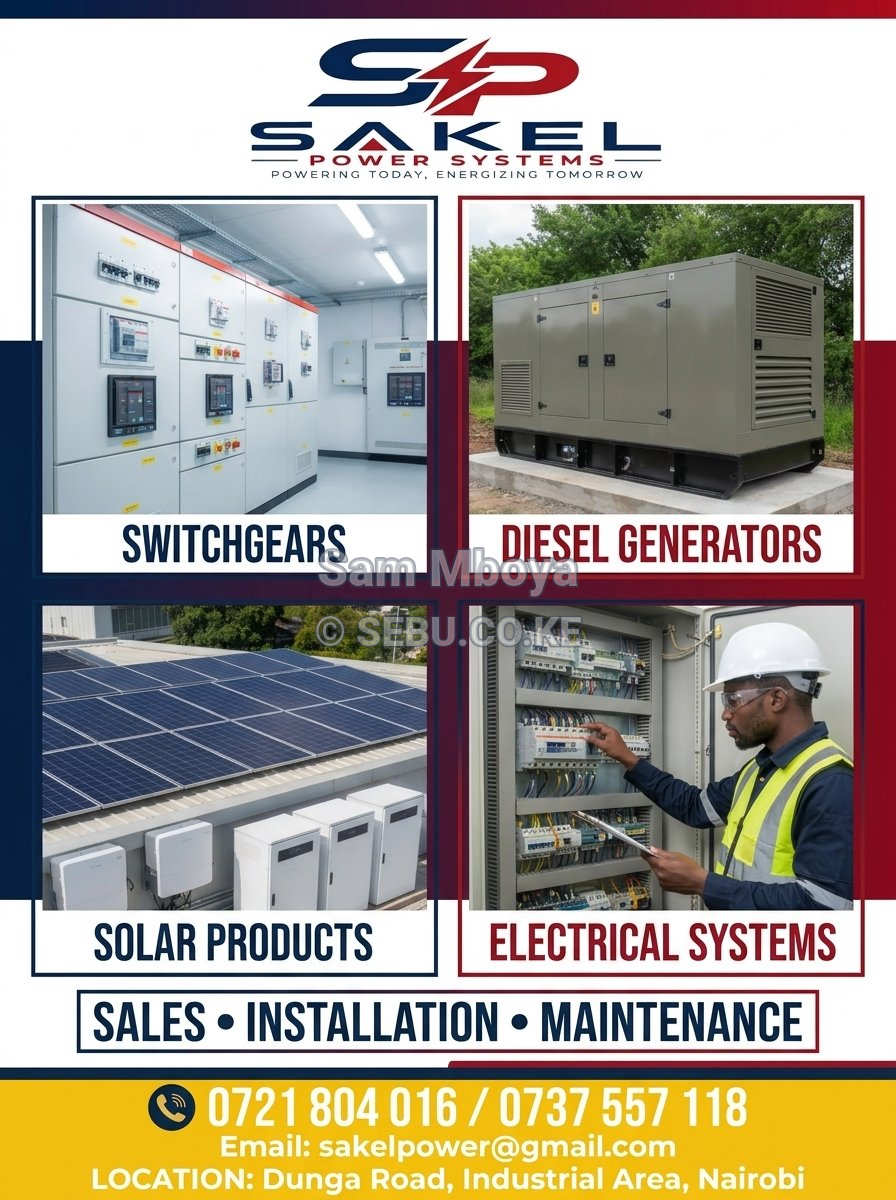 SP
SAKEL
POWER SYSTEMS
POWERING TODAY, ENERGIZING TOMORROW
SWITCHGEARS
DIESEL GENERATORS
Sam Mboya
© SEBU.CO.KE
SOLAR PRODUCTS
ELECTRICAL SYSTEMS
SALES • INSTALLATION • MAINTENANCE
0721 804 016 / 0737 557 118
Email: sakelpower@gmail.com
LOCATION: Dunga Road, Industrial Area, Nairobi